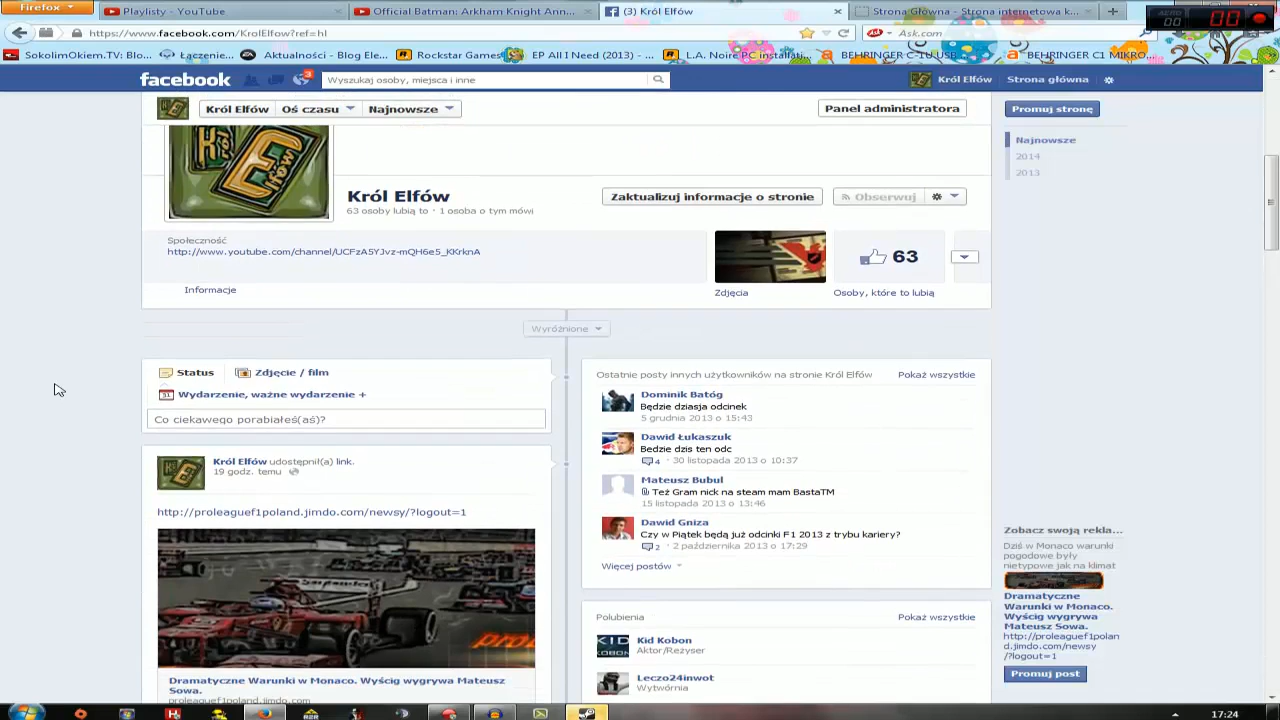 Firefox
Playlisty - YouTube
Official Batman: Arkham Knight Ann...
(3) Król Elfów
Strona Główna - Strona internetowa k...
00
00
https://www.facebook.com/KrolElfow?ref=hl
Ask.com
SokolimOkiem.TV: Blo...
Łączenie...
Aktualności - Blog Ele...
Rockstar Games
EP All I Need (2013) - ...
L.A. Noire PC instalatj...
BEHRINGER C-1U USB...
BEHRINGER C1 MIKRO...
facebook
3
Wyszukaj osoby, miejsca i inne
Król Elfów
Strona główna
Król Elfów
Oś czasu
Najnowsze
Panel administratora
Promuj stronę
Najnowsze
2014
2013
Król Elfów
63 osoby lubią to · 1 osoba o tym mówi
Zaktualizuj informacje o stronie
Obserwuj
Społeczność
http://www.youtube.com/channel/UCFzA5YJvz-mQH6e5_KKrknA
Informacje
63
Zdjęcia
Osoby, które to lubią
Wyróżnione
Status
Zdjęcie / film
31
Wydarzenie, ważne wydarzenie +
Co ciekawego porabiałeś(aś)?
Król Elfów udostępnił(a) link.
19 godz. temu
http://proleaguef1poland.jimdo.com/newsy/?logout=1
Dramatyczne Warunki w Monaco. Wyścig wygrywa Mateusz
Sowa.
proleaguef1poland.jimdo.com
Ostatnie posty innych użytkowników na stronie Król Elfów
Pokaż wszystkie
Dominik Batóg
Będzie dziasja odcinek
5 grudnia 2013 o 15:43
Dawid Łukaszuk
Bedzie dzis ten odc
4 · 30 listopada 2013 o 10:37
Mateusz Bubul
Też Gram nick na steam mam BastaTM
15 listopada 2013 o 13:46
Dawid Gniza
Czy w Piątek będą już odcinki F1 2013 z trybu kariery?
2 · 2 października 2013 o 17:29
Więcej postów
Polubienia
Pokaż wszystkie
KID
KOBON
Kid Kobon
Aktor/Reżyser
Leczo24inwot
Wytwórnia
Zobacz swoją rekla...
Dziś w Monaco warunki
pogodowe były
nietypowe jak na klimat
Dramatyczne
Warunki w Monaco.
Wyścig wygrywa
Mateusz Sowa.
http://proleaguef1polan
d.jimdo.com/newsy
/?logout=1
Promuj post
17:24